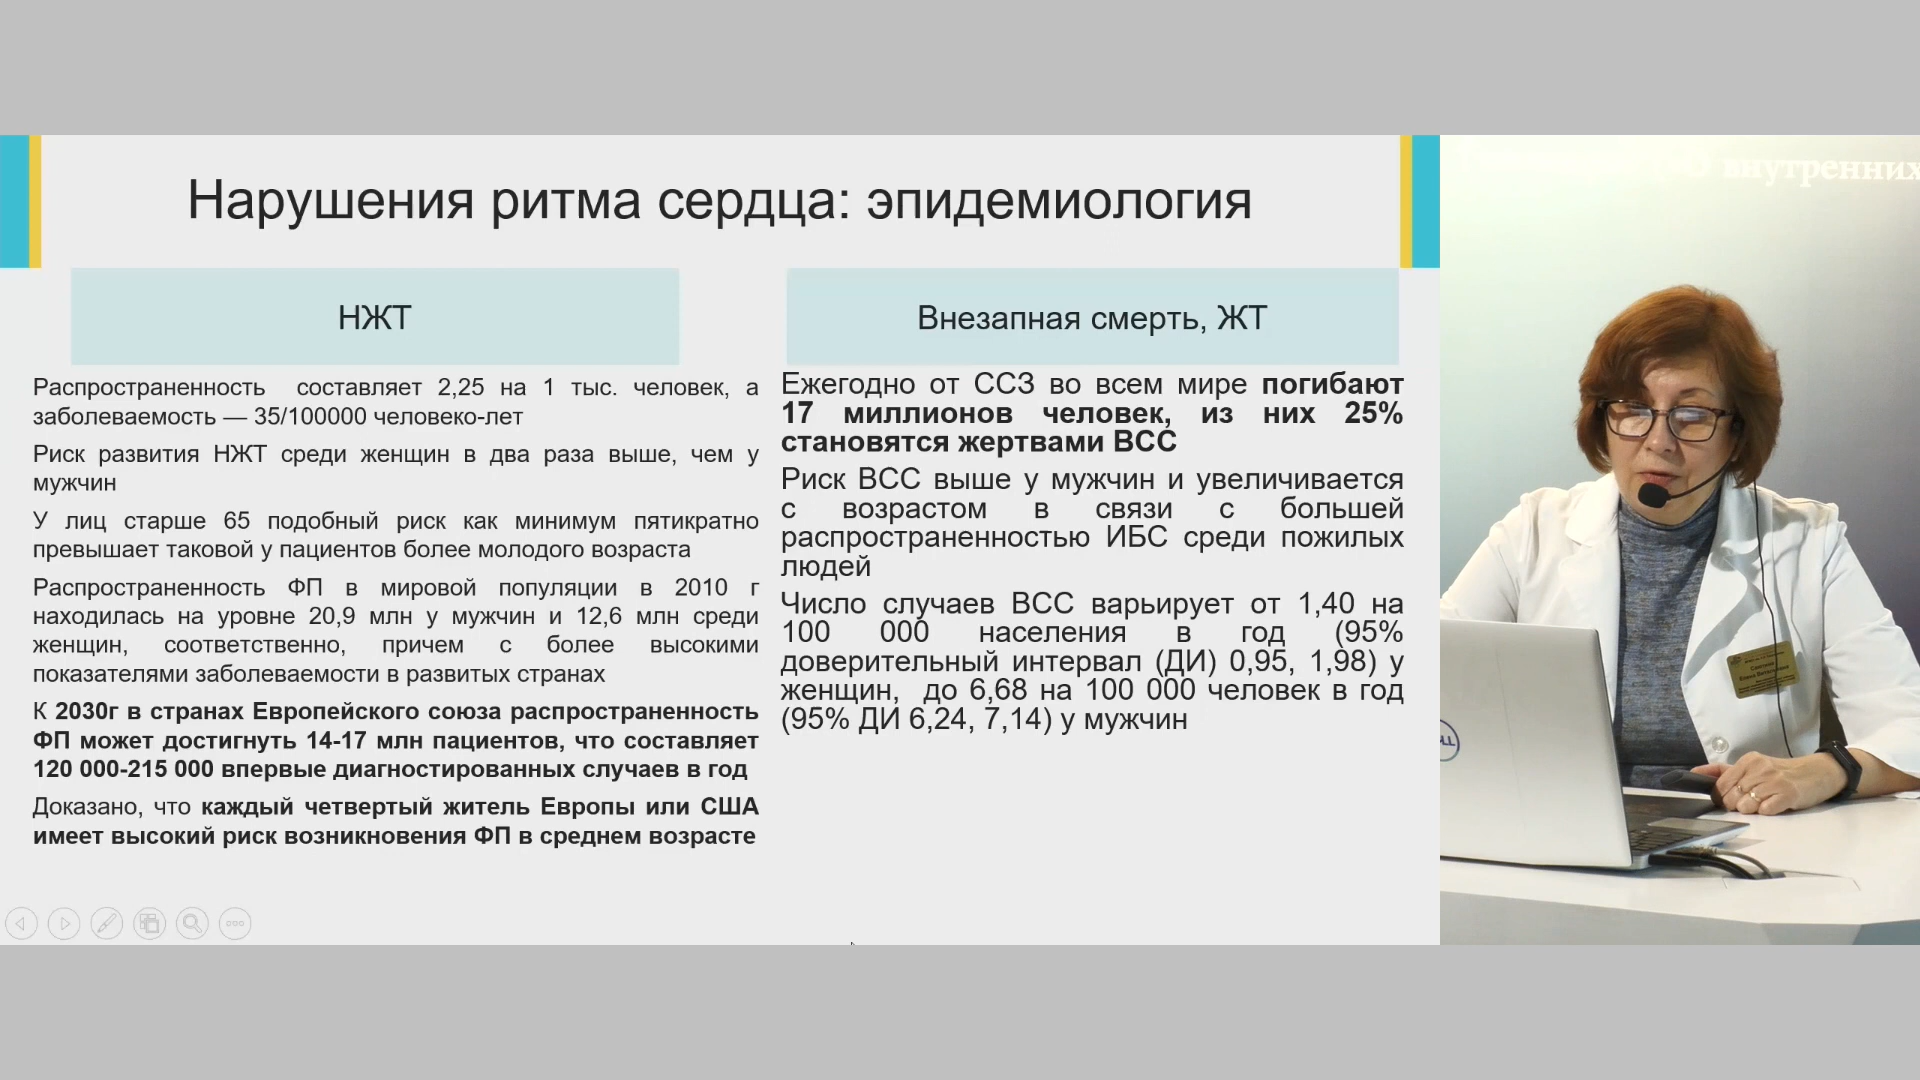 Нарушения ритма сердца: эпидемиология
НЖТ
Распространенность составляет 2,25 на 1 тыс. человек, а
заболеваемость — 35/100000 человеко-лет
Риск развития НЖТ среди женщин в два раза выше, чем у
мужчин
У лиц старше 65 подобный риск как минимум пятикратно
превышает таковой у пациентов более молодого возраста
Распространенность ФП в мировой популяции в 2010 г
находилась на уровне 20,9 млн у мужчин и 12,6 млн среди
женщин, соответственно, причем с более высокими
показателями заболеваемости в развитых странах
К 2030г в странах Европейского союза распространенность
ФП может достигнуть 14-17 млн пациентов, что составляет
120 000-215 000 впервые диагностированных случаев в год
Доказано, что каждый четвертый житель Европы или США
имеет высокий риск возникновения ФП в среднем возрасте
Внезапная смерть, ЖТ
Ежегодно от ССЗ во всем мире погибают
17 миллионов человек, из них 25%
становятся жертвами ВСС
Риск ВСС выше у мужчин и увеличивается
с возрастом в связи с большей
распространенностью ИБС среди пожилых
людей
Число случаев ВСС варьирует от 1,40 на
100 000 населения в год (95%
доверительный интервал (ДИ) 0,95, 1,98) у
женщин, до 6,68 на 100 000 человек в год
(95% ДИ 6,24, 7,14) у мужчин
внутренних